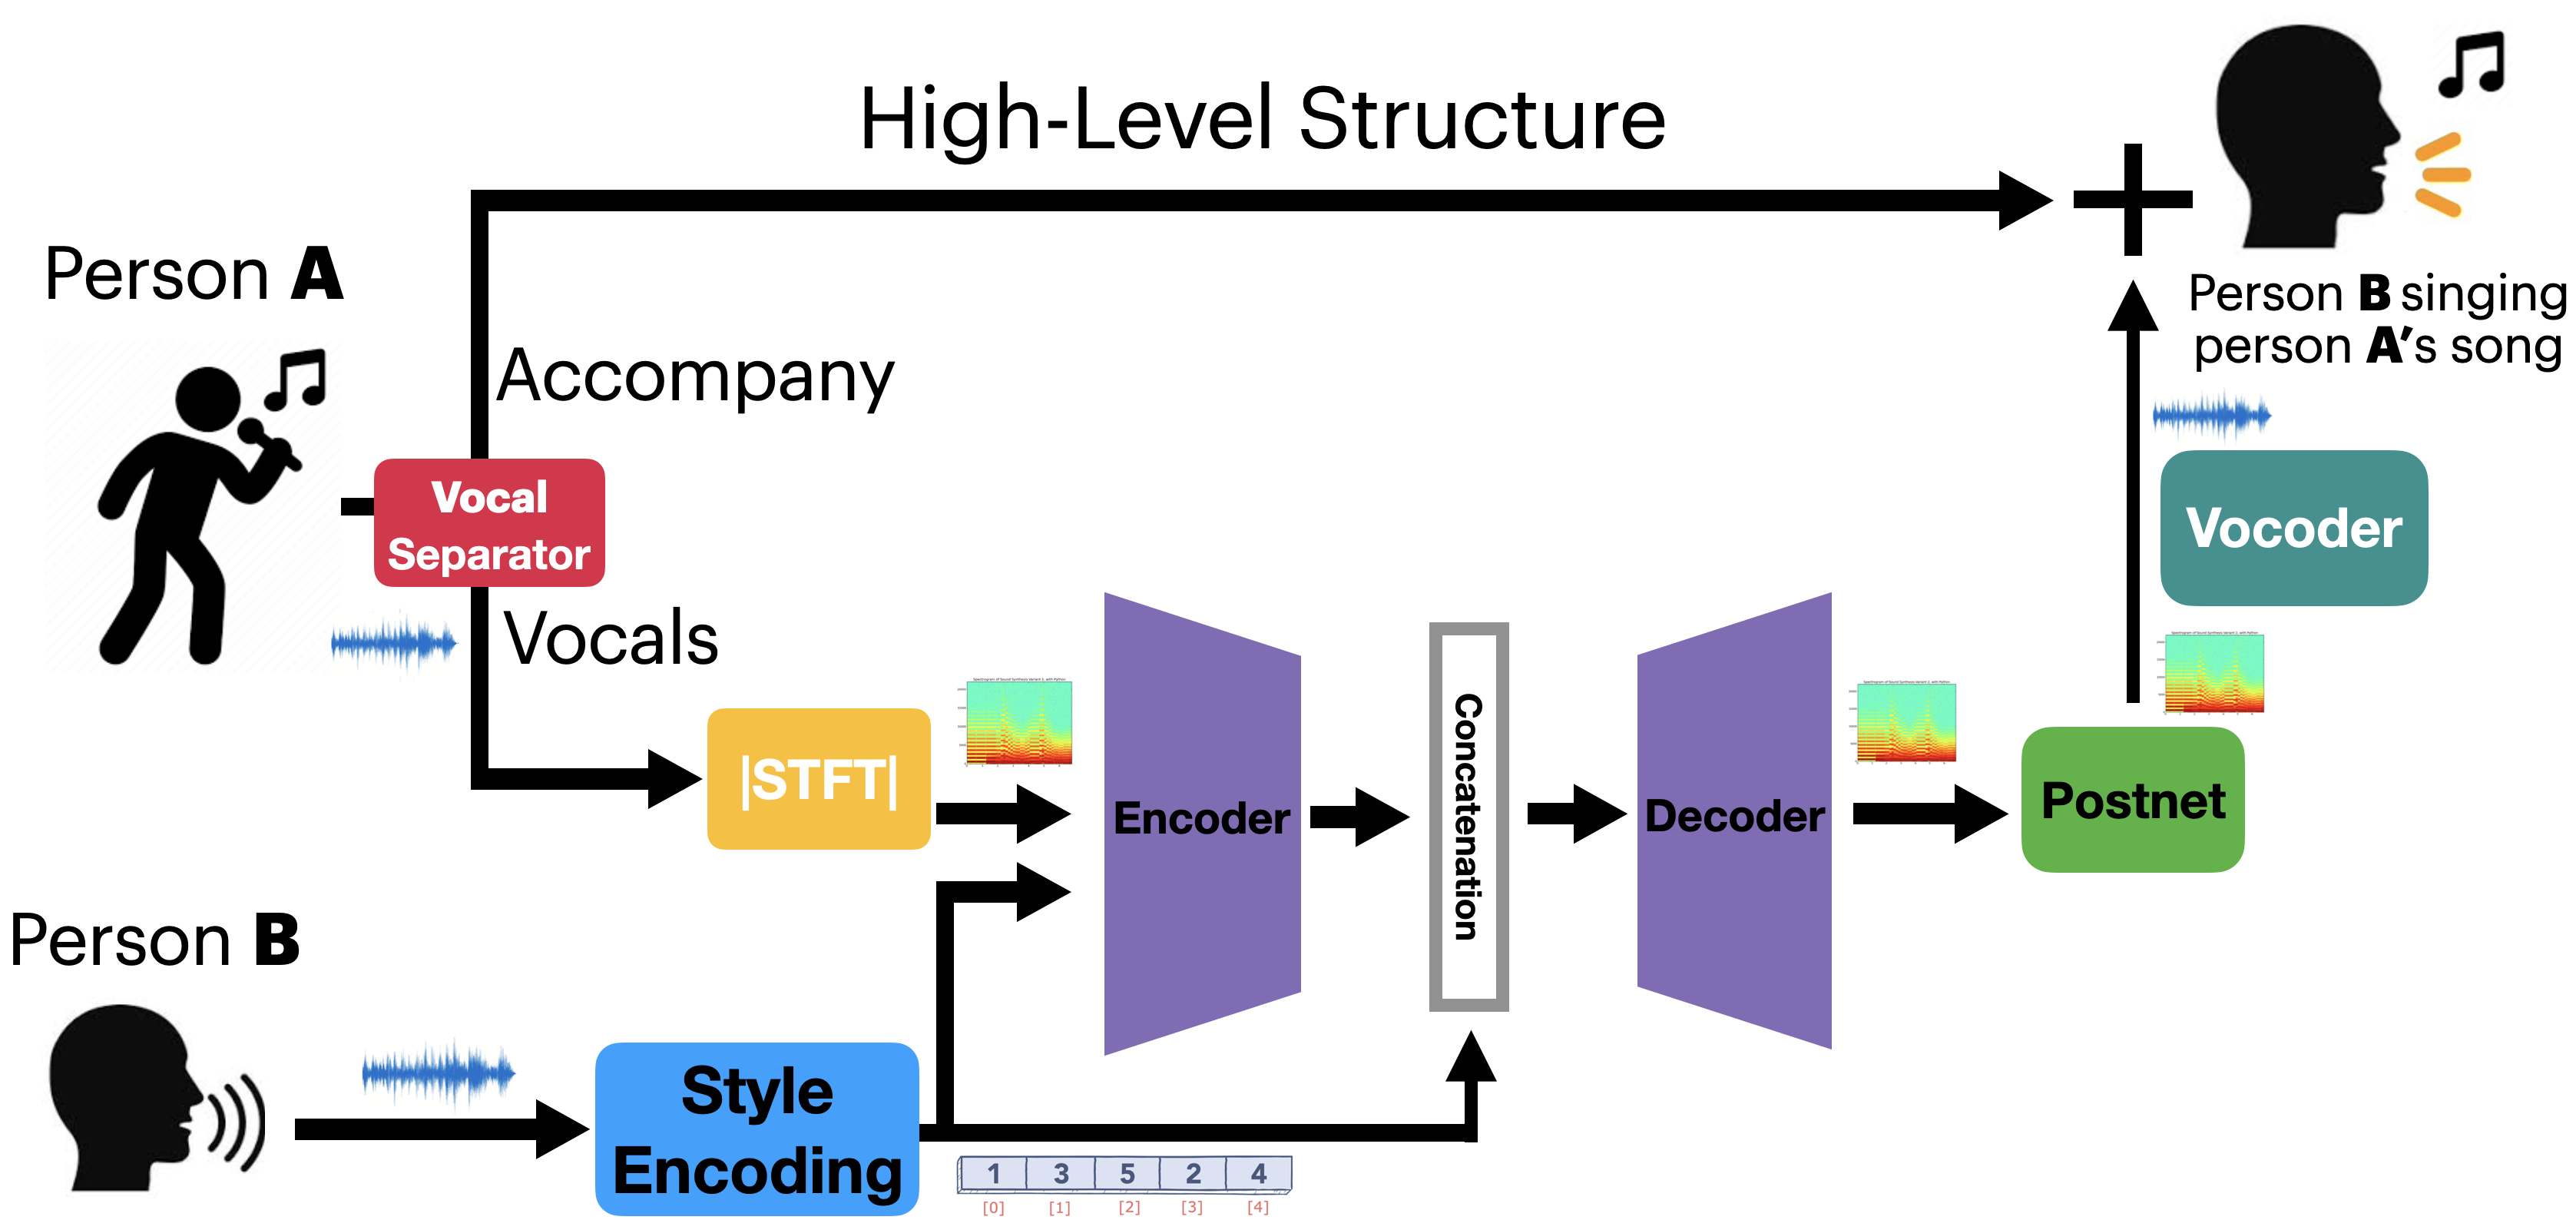 High-Level Structure
Person A
Accompany
Vocal
Separator
Vocals
Person B singing
person A's song
Vocoder
|STFT|
Encoder
Concatenation
Decoder
Postnet
Person B
Style
Encoding
1 3 5 2 4
[0] [1] [2] [3] [4]